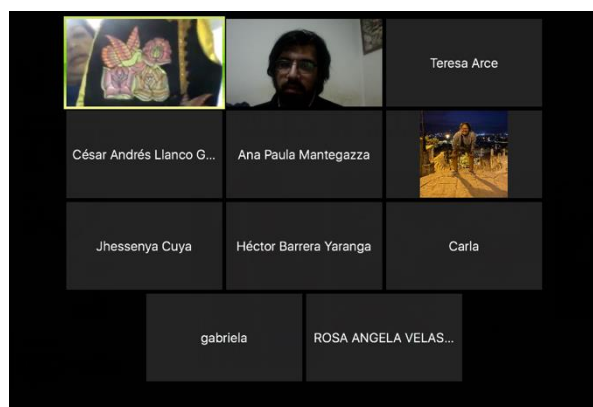 Teresa Arce
César Andrés Llanco G...
Ana Paula Mantegazza
Jhessenya Cuya
Héctor Barrera Yaranga
Carla
gabriela
ROSA ANGELA VELAS...